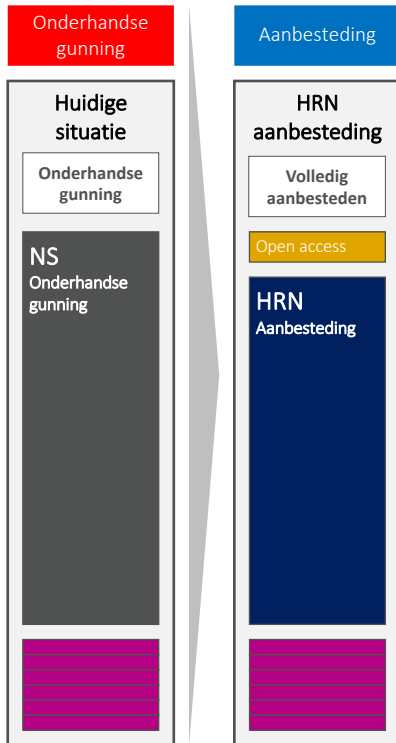 Onderhandse
gunning
Huidige
situatie
Onderhandse
gunning
NS
Onderhandse
gunning
Aanbesteding
HRN
aanbesteding
Volledig
aanbesteden
Open access
HRN
Aanbesteding